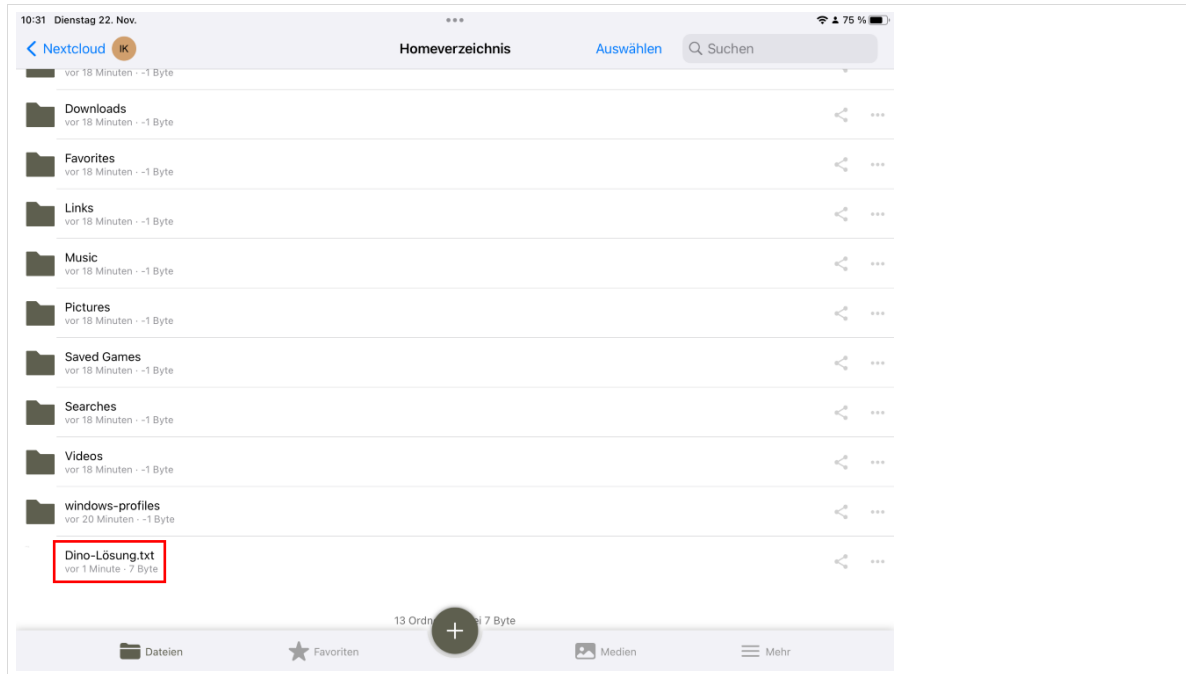 10:31 Dienstag 22. Nov.
75 %
Nextcloud IK
Homeverzeichnis
Auswählen
Suchen
vor 18 Minuten · -1 Byte
Downloads
vor 18 Minuten · -1 Byte
Favorites
vor 18 Minuten · -1 Byte
Links
vor 18 Minuten · -1 Byte
Music
vor 18 Minuten · -1 Byte
Pictures
vor 18 Minuten · -1 Byte
Saved Games
vor 18 Minuten · -1 Byte
Searches
vor 18 Minuten · -1 Byte
Videos
vor 18 Minuten · -1 Byte
windows-profiles
vor 20 Minuten · -1 Byte
Dino-Lösung.txt
vor 1 Minute · 7 Byte
13 7 Byte
Dateien
Favoriten
Medien
Mehr